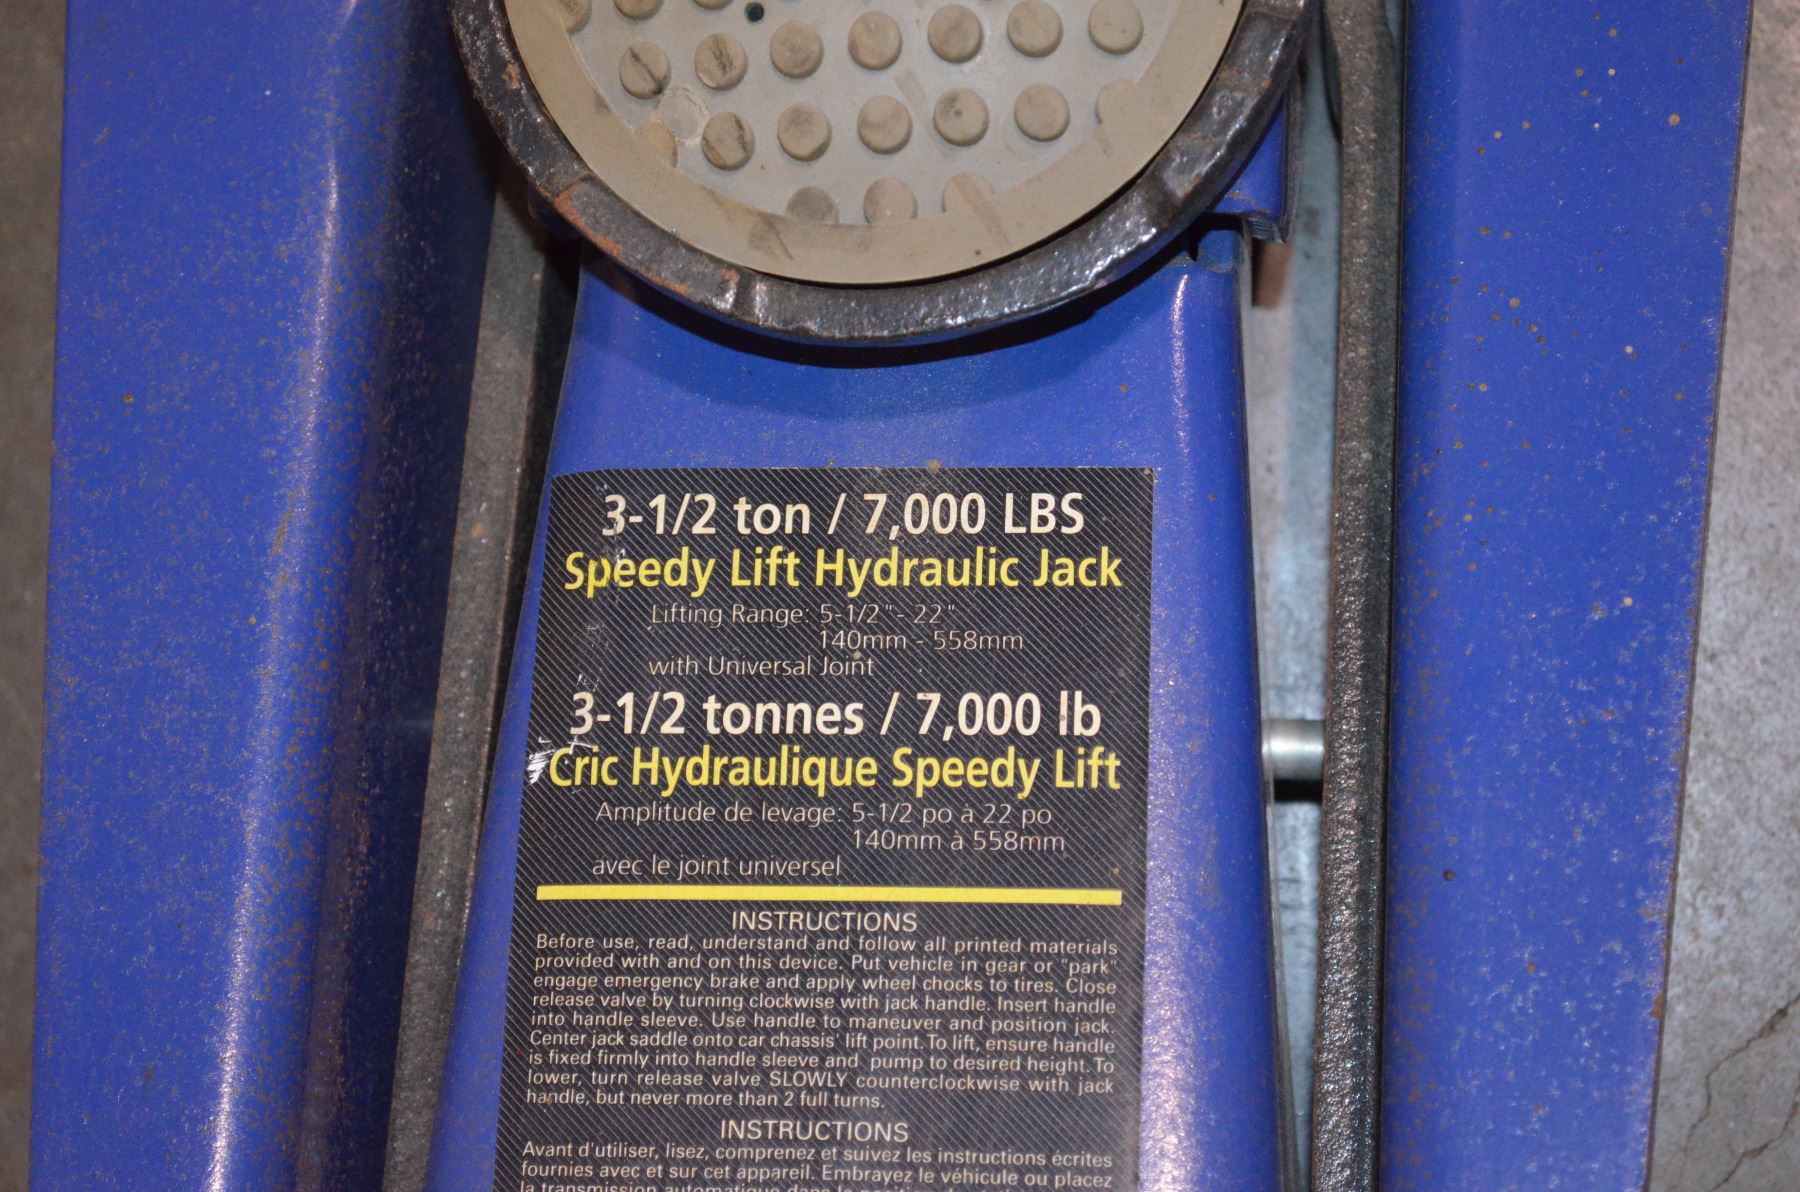 3-1/2 ton / 7,000 LBS
Speedy Lift Hydraulic Jack
Lifting Range: 5-1/2" - 22"
140mm - 558mm
with Universal Joint
3-1/2 tonnes / 7,000 lb
Cric Hydraulique Speedy Lift
Amplitude de levage: 5-1/2 po à 22 po
140mm à 558mm
avec le joint universel
INSTRUCTIONS
Before use, read, understand and follow all printed materials
provided with and on this device. Put vehicle in gear or "park"
engage emergency brake and apply wheel chocks to tires. Close
release valve by turning clockwise with jack handle. Insert handle
into handle sleeve. Use handle to maneuver and position jack.
Center jack saddle onto car chassis' lift point. To lift, ensure handle
is fixed firmly into handle sleeve and pump to desired height. To
lower, turn release valve SLOWLY counterclockwise with jack
handle, but never more than 2 full turns.
INSTRUCTIONS
Avant d'utiliser, lisez, comprenez et suivez les instructions écrites
fournies avec et sur cet appareil. Embrayez le véhicule ou placez
la transmission automatique dans la